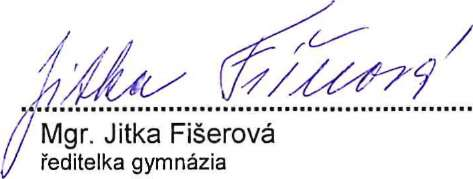 Jitka Fišerová
Mgr. Jitka Fišerová
ředitelka gymnázia